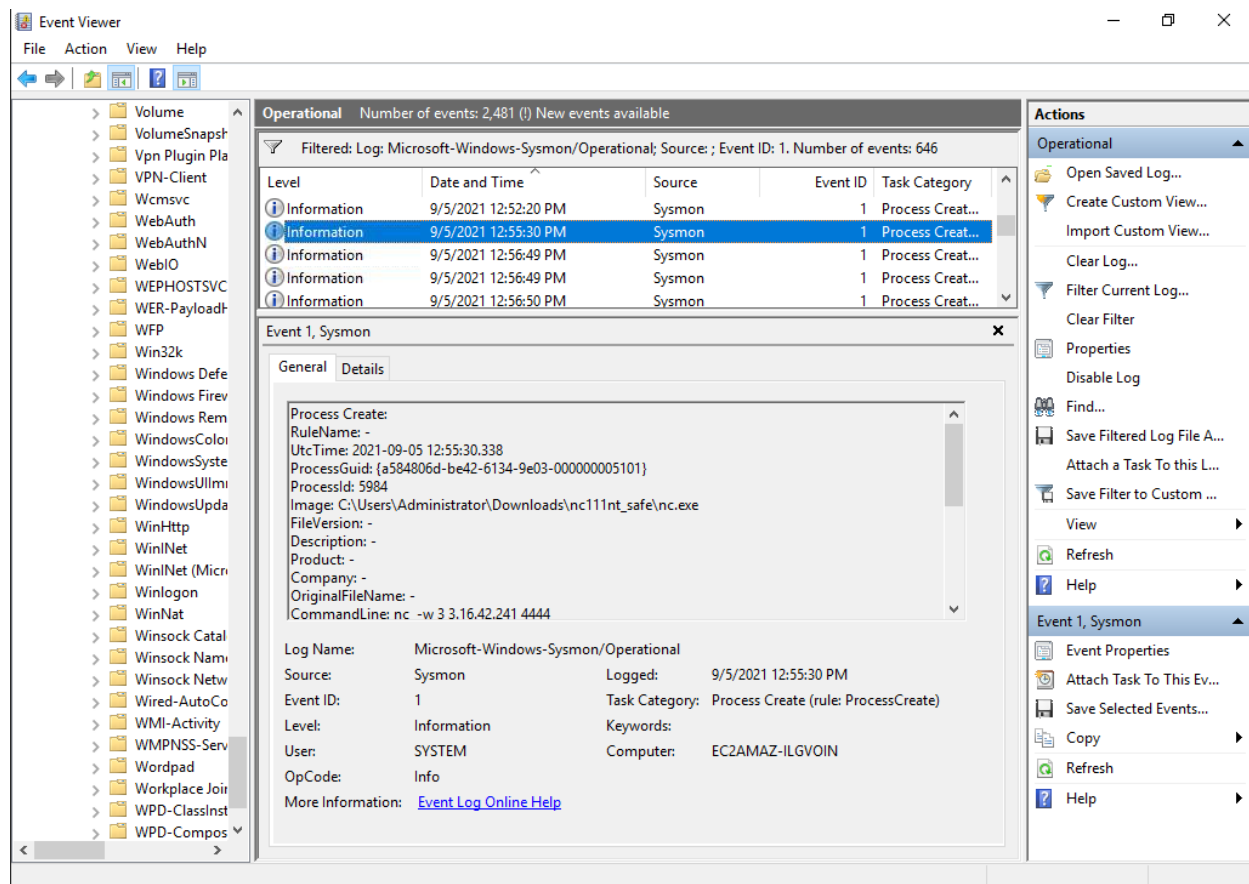 Event Viewer
File Action View Help
Volume
VolumeSnapsh
Vpn Plugin Pla
VPN-Client
Wcmsvc
WebAuth
WebAuthN
WebIO
WEPHOSTSVC
WER-PayloadH
WFP
Win32k
Windows Defe
Windows Firev
Windows Rem
WindowsColor
WindowsSyste
WindowsUIImm
WindowsUpda
WinHttp
WinINet
WinINet (Micr
Winlogon
WinNat
Winsock Catal
Winsock Name
Winsock Netw
Wired-AutoCo
WMI-Activity
WMPNSS-Serv
Wordpad
Workplace Join
WPD-ClassInst
WPD-Compos
Operational Number of events: 2,481 (!) New events available
Filtered: Log: Microsoft-Windows-Sysmon/Operational; Source: ; Event ID: 1. Number of events: 646
Level Date and Time Source Event ID Task Category
Information 9/5/2021 12:52:20 PM Sysmon 1 Process Creat...
Information 9/5/2021 12:55:30 PM Sysmon 1 Process Creat...
Information 9/5/2021 12:56:49 PM Sysmon 1 Process Creat...
Information 9/5/2021 12:56:49 PM Sysmon 1 Process Creat...
Information 9/5/2021 12:56:50 PM Sysmon 1 Process Creat...
Event 1, Sysmon
General Details
Process Create:
RuleName: -
UtcTime: 2021-09-05 12:55:30.338
ProcessGuid: {a584806d-be42-6134-9e03-000000005101}
ProcessId: 5984
Image: C:\Users\Administrator\Downloads\nc111nt_safe\nc.exe
FileVersion: -
Description: -
Product: -
Company: -
OriginalFileName: -
CommandLine: nc -w 3 3.16.42.241 4444
Log Name: Microsoft-Windows-Sysmon/Operational
Source: Sysmon Logged: 9/5/2021 12:55:30 PM
Event ID: 1 Task Category: Process Create (rule: ProcessCreate)
Level: Information Keywords:
User: SYSTEM Computer: EC2AMAZ-ILGVOIN
OpCode: Info
More Information: Event Log Online Help
Actions
Operational
Open Saved Log...
Create Custom View...
Import Custom View...
Clear Log...
Filter Current Log...
Clear Filter
Properties
Disable Log
Find...
Save Filtered Log File A...
Attach a Task To this L...
Save Filter to Custom ...
View
Refresh
Help
Event 1, Sysmon
Event Properties
Attach Task To This Ev...
Save Selected Events...
Copy
Refresh
Help